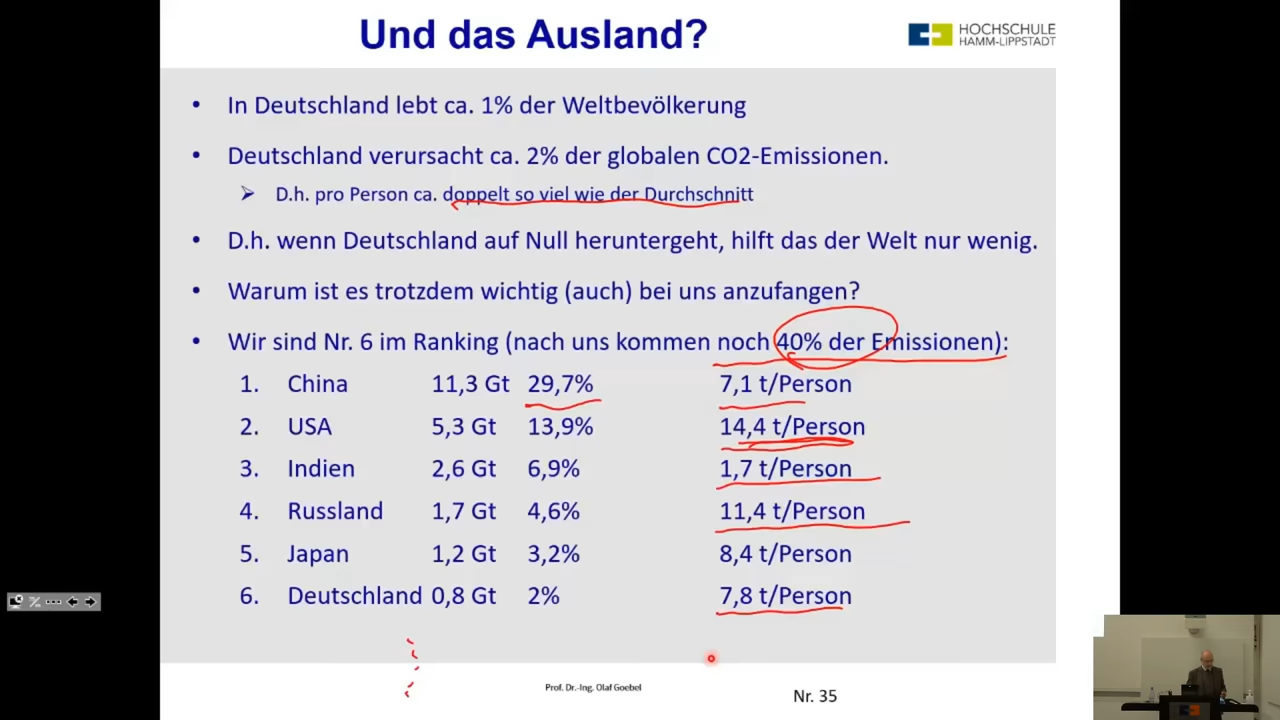 Und das Ausland?
HOCHSCHULE
HAMM-LIPPSTADT
• In Deutschland lebt ca. 1% der Weltbevölkerung
• Deutschland verursacht ca. 2% der globalen CO2-Emissionen.
➢ D.h. pro Person ca. doppelt so viel wie der Durchschnitt
• D.h. wenn Deutschland auf Null heruntergeht, hilft das der Welt nur wenig.
• Warum ist es trotzdem wichtig (auch) bei uns anzufangen?
• Wir sind Nr. 6 im Ranking (nach uns kommen noch 40% der Emissionen):
1. China 11,3 Gt 29,7% 7,1 t/Person
2. USA 5,3 Gt 13,9% 14,4 t/Person
3. Indien 2,6 Gt 6,9% 1,7 t/Person
4. Russland 1,7 Gt 4,6% 11,4 t/Person
5. Japan 1,2 Gt 3,2% 8,4 t/Person
6. Deutschland 0,8 Gt 2% 7,8 t/Person
Prof. Dr.-Ing. Olaf Goebel
Nr. 35